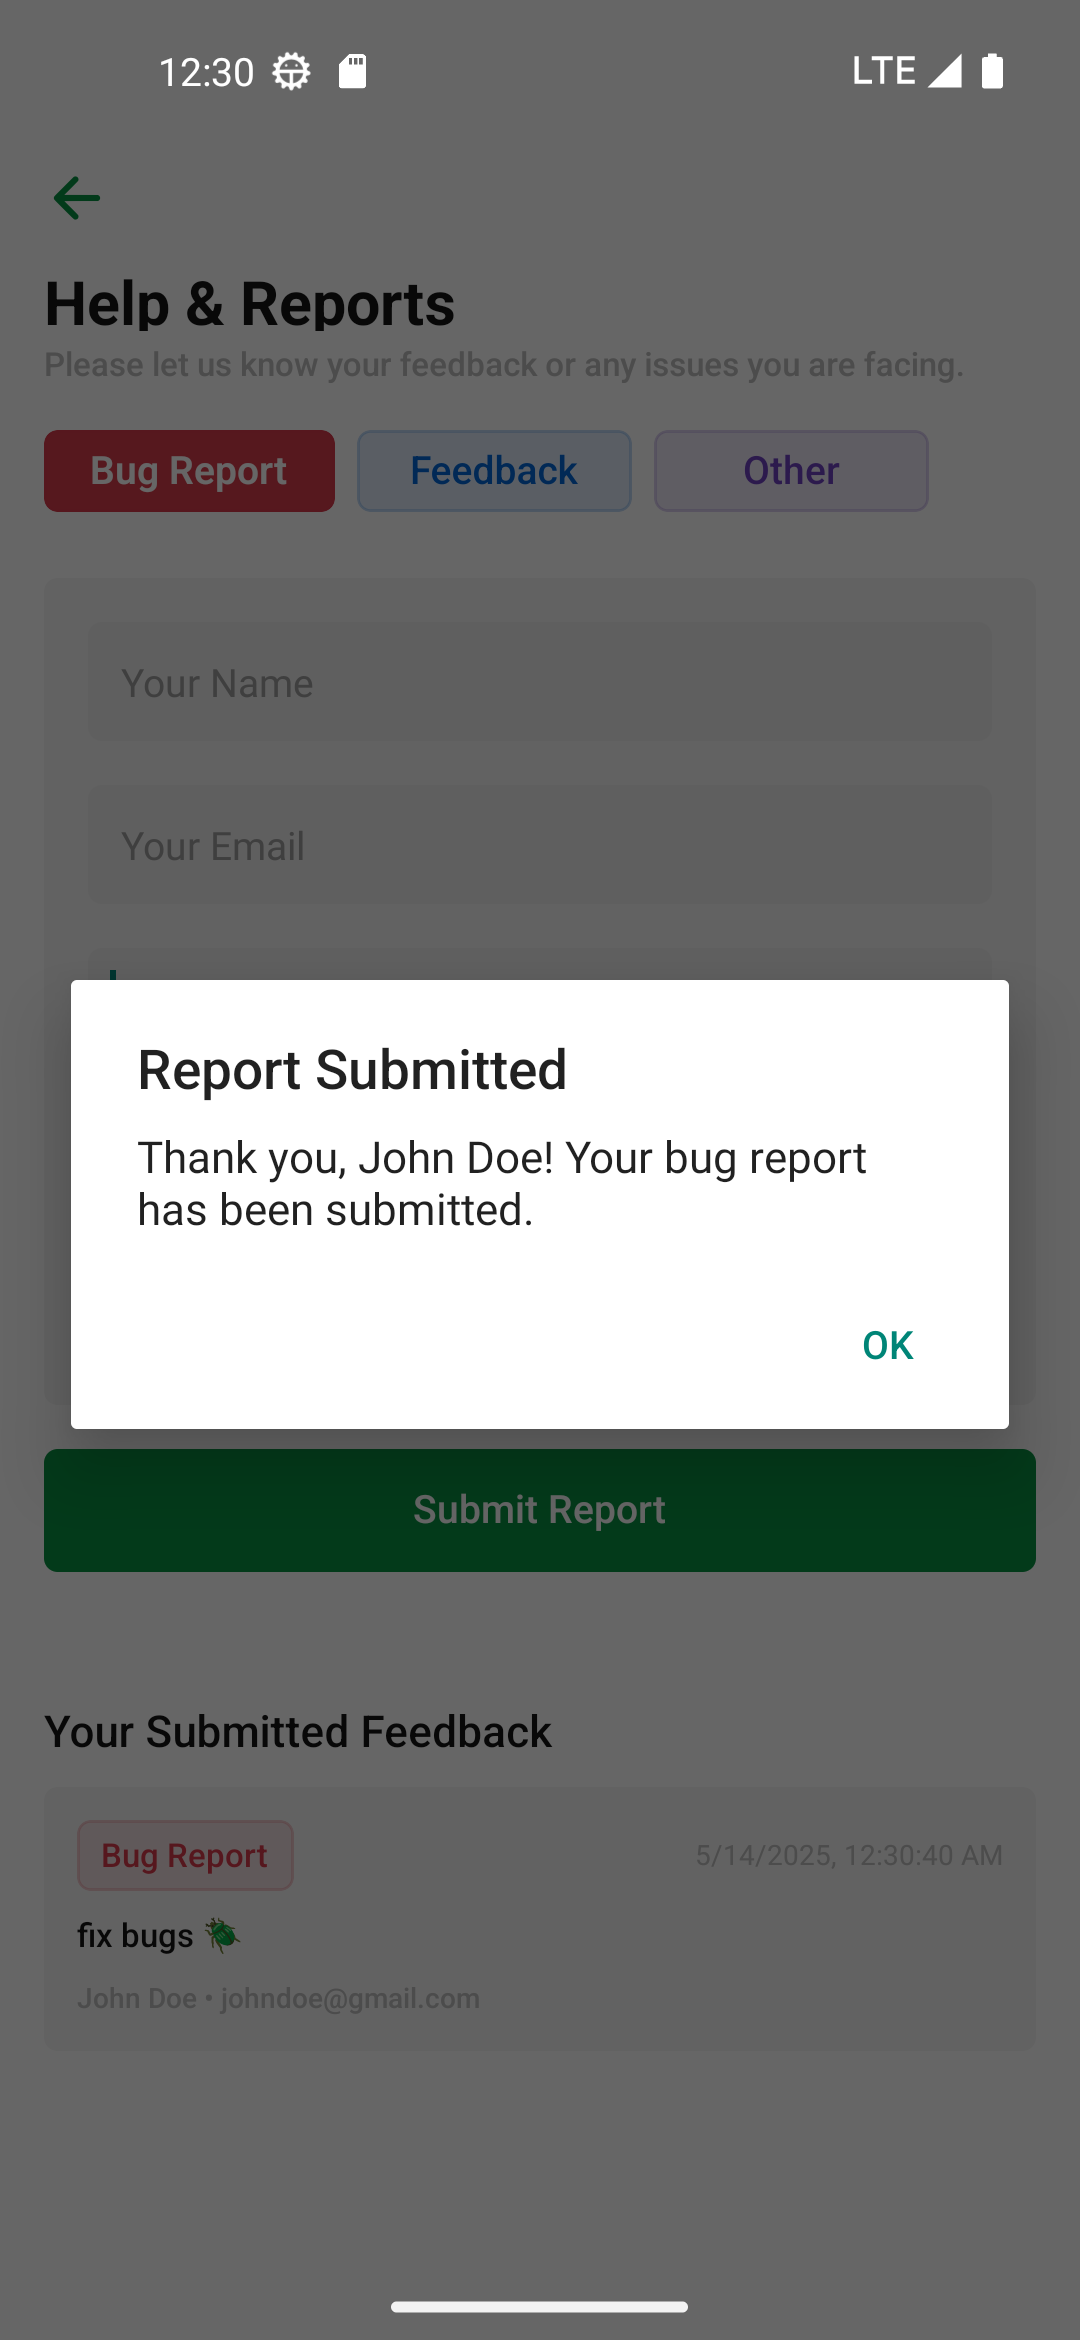 12:30
LTE
Help & Reports
Please let us know your feedback or any issues you are facing.
Bug Report
Feedback
Other
Your Name
Your Email
Report Submitted
Thank you, John Doe! Your bug report
has been submitted.
OK
Submit Report
Your Submitted Feedback
Bug Report
5/14/2025, 12:30:40 AM
fix bugs 🪲
John Doe • johndoe@gmail.com